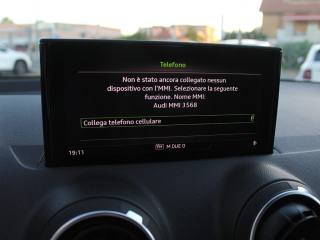 Telefono
Non è stato ancora collegato nessun
dispositivo con l'MMI. Selezionare la seguente
funzione. Nome MMI:
Audi MMI 3568
Collega telefono cellulare
19:11
M DUE O